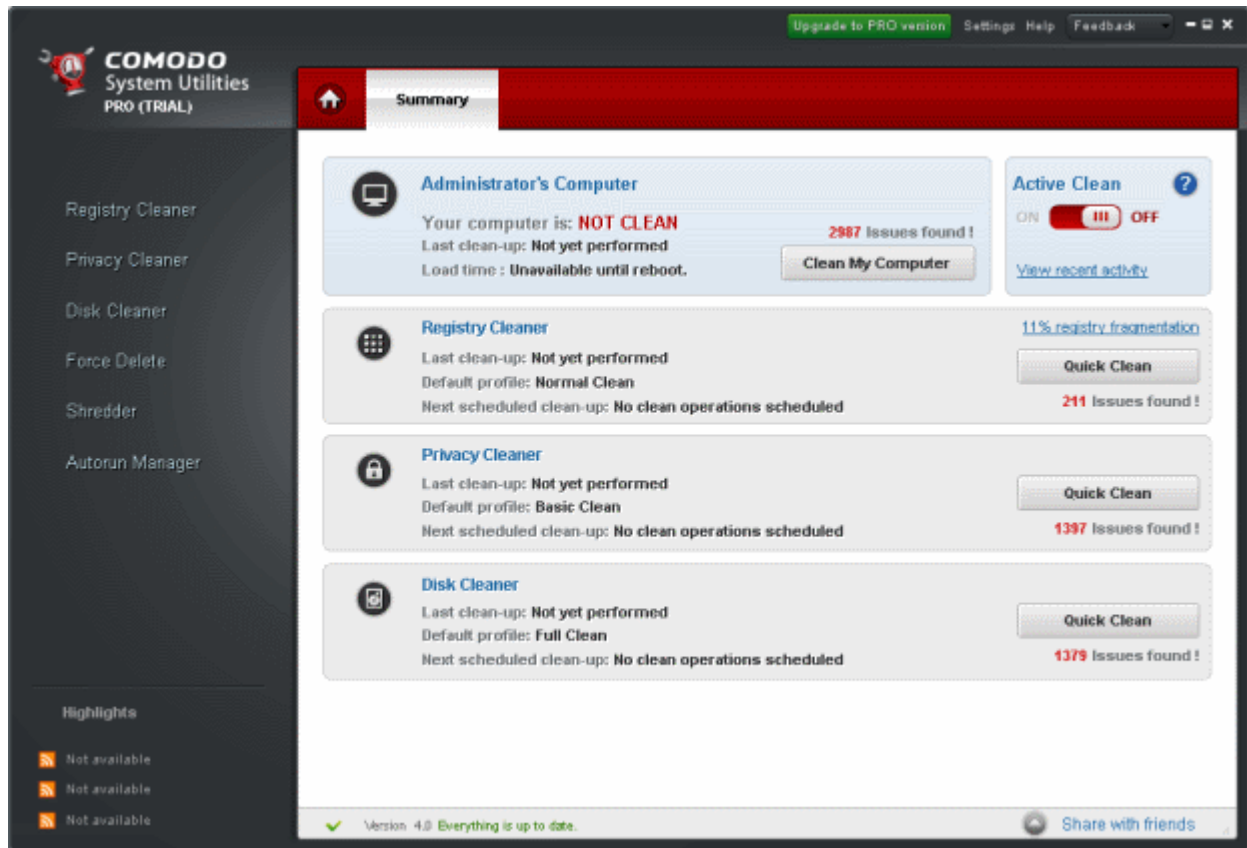 Upgrade to PRO version Settings Help Feedback
COMODO
System Utilities
PRO (TRIAL)
Summary
Registry Cleaner
Privacy Cleaner
Disk Cleaner
Force Delete
Shredder
Autorun Manager
Administrator's Computer
Your computer is: NOT CLEAN
Last clean-up: Not yet performed
Load time : Unavailable until reboot.
2987 Issues found !
Clean My Computer
Active Clean ?
ON OFF
View recent activity
Registry Cleaner
Last clean-up: Not yet performed
Default profile: Normal Clean
Next scheduled clean-up: No clean operations scheduled
11% registry fragmentation
Quick Clean
211 Issues found !
Privacy Cleaner
Last clean-up: Not yet performed
Default profile: Basic Clean
Next scheduled clean-up: No clean operations scheduled
Quick Clean
1397 Issues found !
Disk Cleaner
Last clean-up: Not yet performed
Default profile: Full Clean
Next scheduled clean-up: No clean operations scheduled
Quick Clean
1379 Issues found !
Highlights
Not available
Not available
Not available
Version 4.0 Everything is up to date.
Share with friends